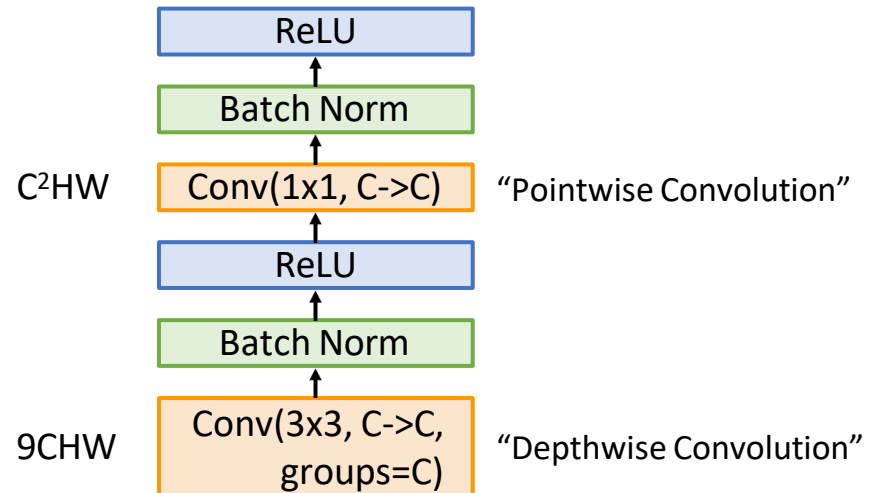 ReLU
Batch Norm
C²HW
Conv(1x1, C->C)
“Pointwise Convolution”
ReLU
Batch Norm
9CHW
Conv(3x3, C->C,
groups=C)
“Depthwise Convolution”